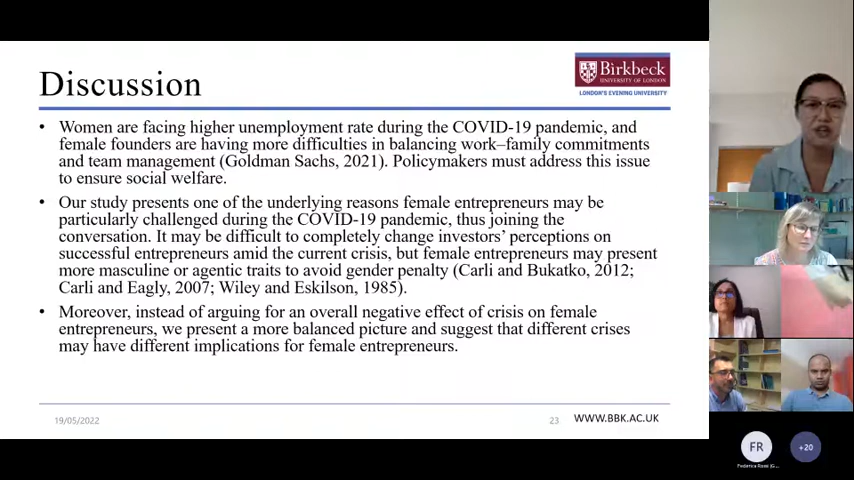 Discussion
Birkbeck
UNIVERSITY OF LONDON
LONDON'S EVENING UNIVERSITY
• Women are facing higher unemployment rate during the COVID-19 pandemic, and
female founders are having more difficulties in balancing work–family commitments
and team management (Goldman Sachs, 2021). Policymakers must address this issue
to ensure social welfare.
• Our study presents one of the underlying reasons female entrepreneurs may be
particularly challenged during the COVID-19 pandemic, thus joining the
conversation. It may be difficult to completely change investors' perceptions on
successful entrepreneurs amid the current crisis, but female entrepreneurs may present
more masculine or agentic traits to avoid gender penalty (Carli and Bukatko, 2012;
Carli and Eagly, 2007; Wiley and Eskilson, 1985).
• Moreover, instead of arguing for an overall negative effect of crisis on female
entrepreneurs, we present a more balanced picture and suggest that different crises
may have different implications for female entrepreneurs.
19/05/2022
23
WWW.BBK.AC.UK
FR
+20
Federica Rossi (G...